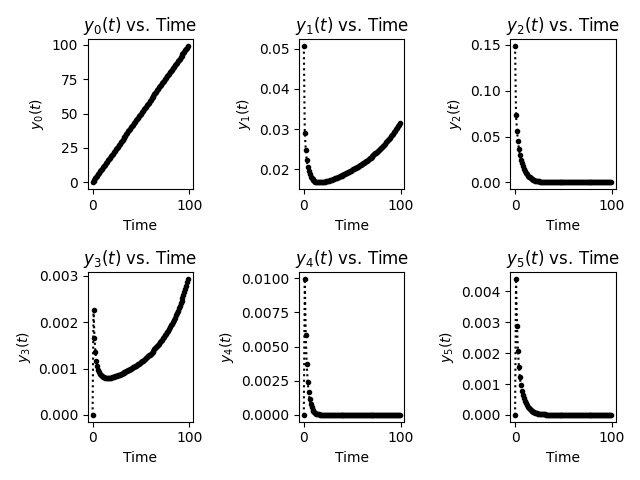 y₀(t) vs. Time
100
75
50
25
0
y₀(t)
0
100
Time
y₁(t) vs. Time
0.05
0.04
0.03
0.02
y₁(t)
0
100
Time
y₂(t) vs. Time
0.15
0.10
0.05
0.00
y₂(t)
0
100
Time
y₃(t) vs. Time
0.003
0.002
0.001
0.000
y₃(t)
0
100
Time
y₄(t) vs. Time
0.0100
0.0075
0.0050
0.0025
0.0000
y₄(t)
0
100
Time
y₅(t) vs. Time
0.004
0.003
0.002
0.001
0.000
y₅(t)
0
100
Time